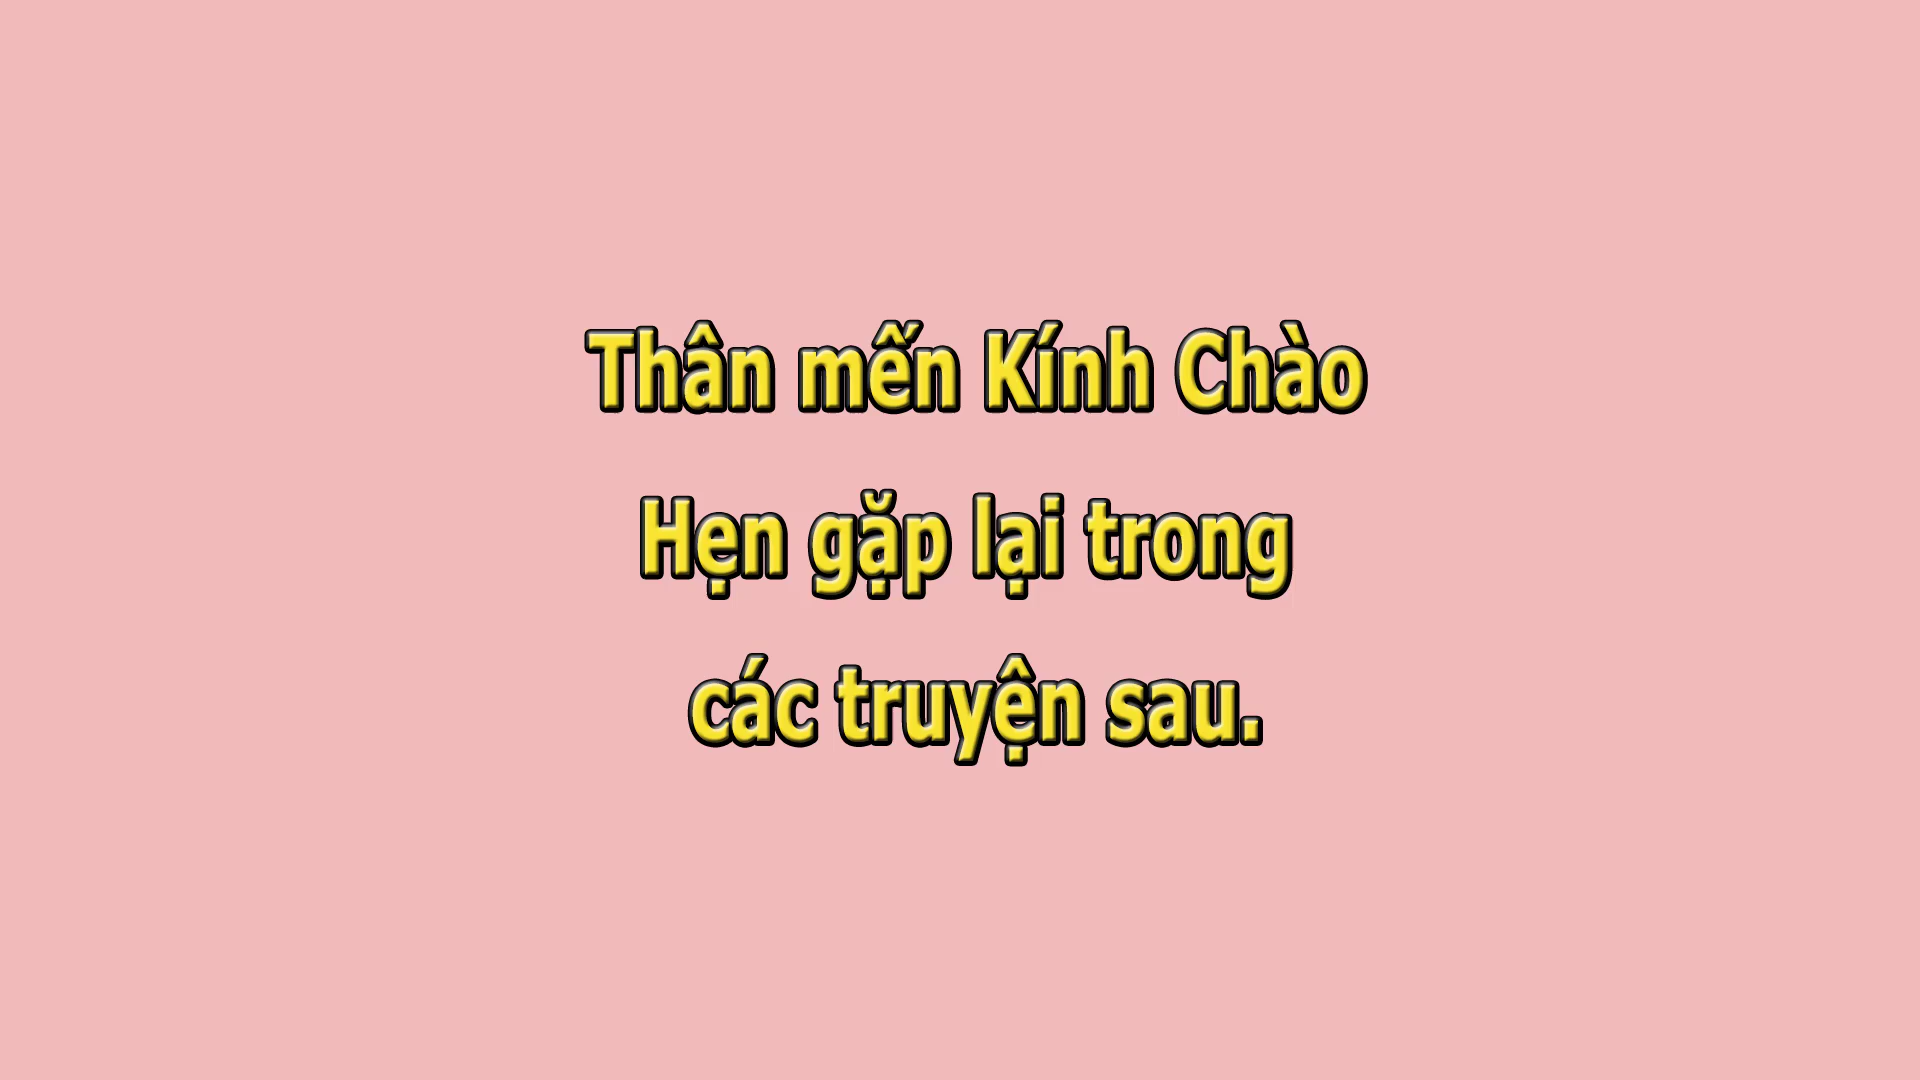 Thân mến Kính Chào
Hẹn gặp lại trong
các truyện sau.